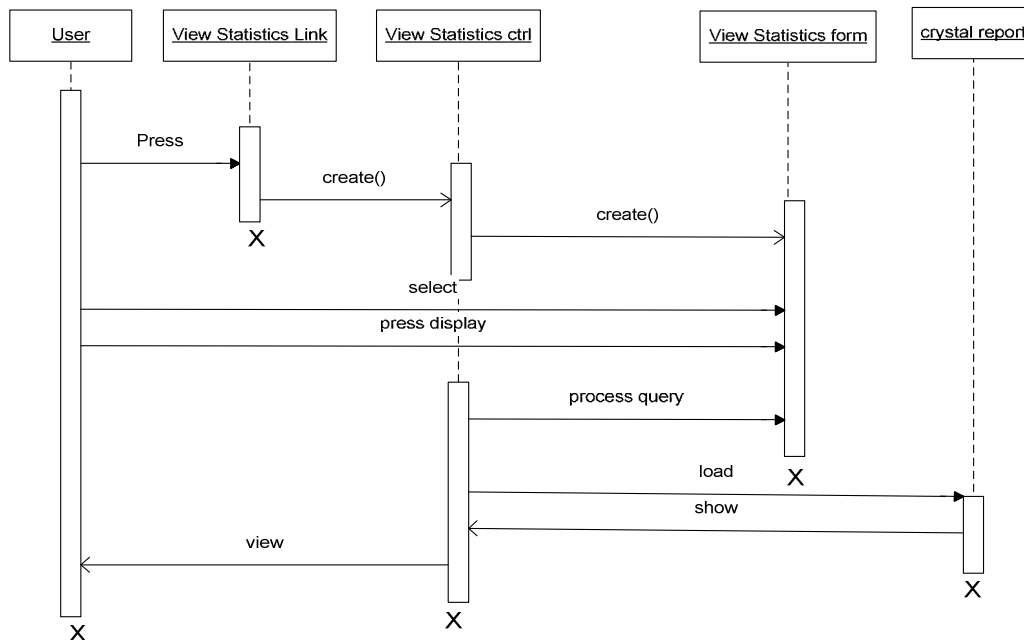 User
View Statistics Link
View Statistics ctrl
View Statistics form
crystal report
Press
create()
create()
X
select
press display
process query
load
X
show
view
X
X
X